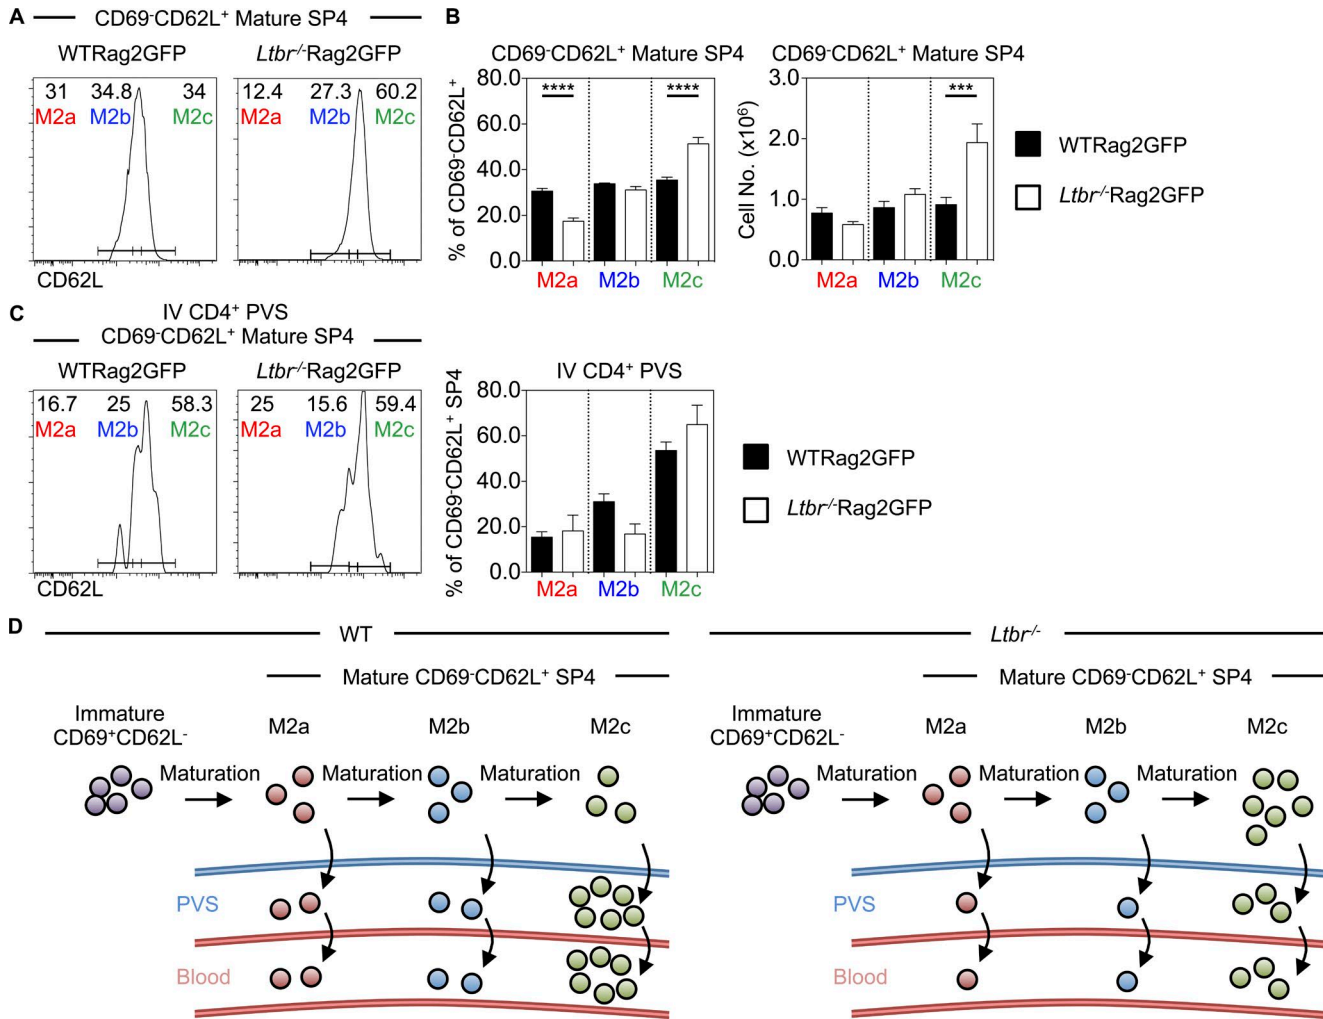 A
CD69⁻CD62L⁺ Mature SP4
WTRag2GFP
Ltbr⁻/⁻Rag2GFP
31 34.8 34
M2a M2b M2c
12.4 27.3 60.2
M2a M2b M2c
CD62L
B
CD69⁻CD62L⁺ Mature SP4
% of CD69⁻CD62L⁺
80.0
60.0
40.0
20.0
0.0
**** ****
M2a M2b M2c
CD69⁻CD62L⁺ Mature SP4
Cell No. (x10⁶)
3.0
2.0
1.0
0.0
***
M2a M2b M2c
WTRag2GFP
Ltbr⁻/⁻Rag2GFP
C
IV CD4⁺ PVS
CD69⁻CD62L⁺ Mature SP4
WTRag2GFP
Ltbr⁻/⁻Rag2GFP
16.7 25 58.3
M2a M2b M2c
25 15.6 59.4
M2a M2b M2c
CD62L
IV CD4⁺ PVS
% of CD69⁻CD62L⁺ SP4
80.0
60.0
40.0
20.0
0.0
M2a M2b M2c
WTRag2GFP
Ltbr⁻/⁻Rag2GFP
D
WT
Mature CD69⁻CD62L⁺ SP4
Immature
CD69⁺CD62L⁻
M2a M2b M2c
Maturation Maturation Maturation
PVS
Blood
Ltbr⁻/⁻
Mature CD69⁻CD62L⁺ SP4
Immature
CD69⁺CD62L⁻
M2a M2b M2c
Maturation Maturation Maturation
PVS
Blood